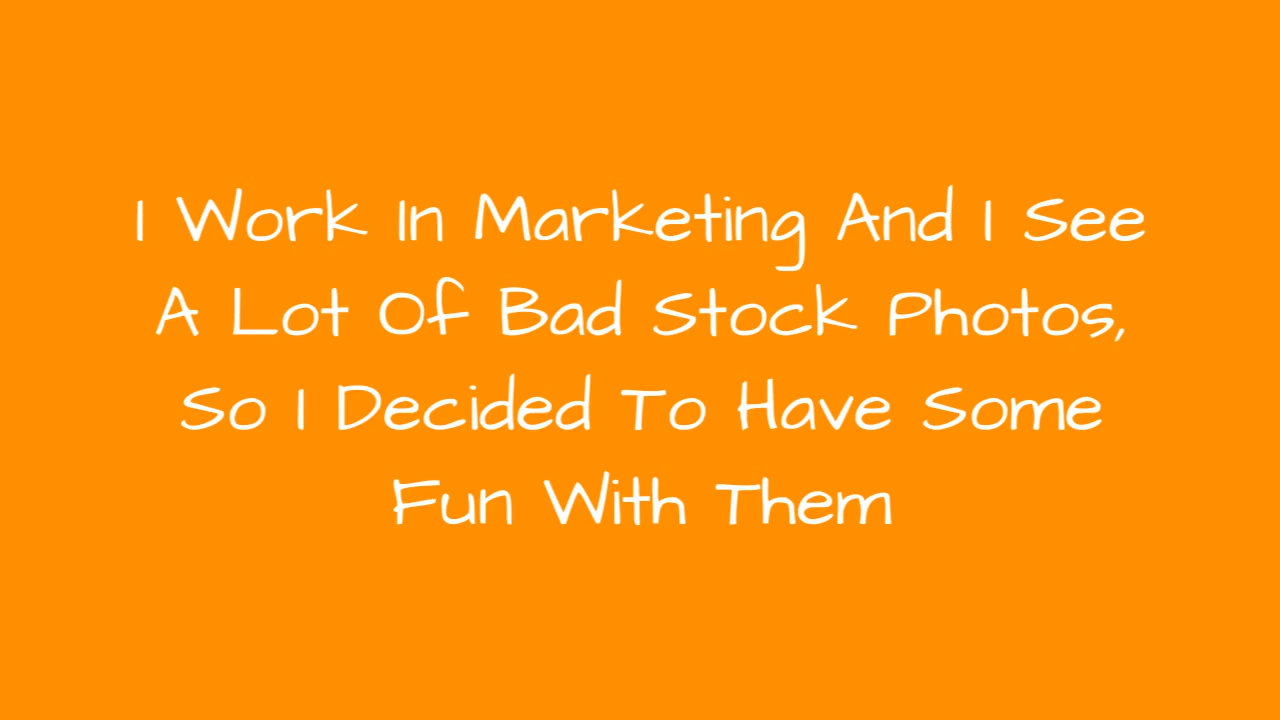 I Work In Marketing And I See
A Lot Of Bad Stock Photos,
So I Decided To Have Some
Fun With Them